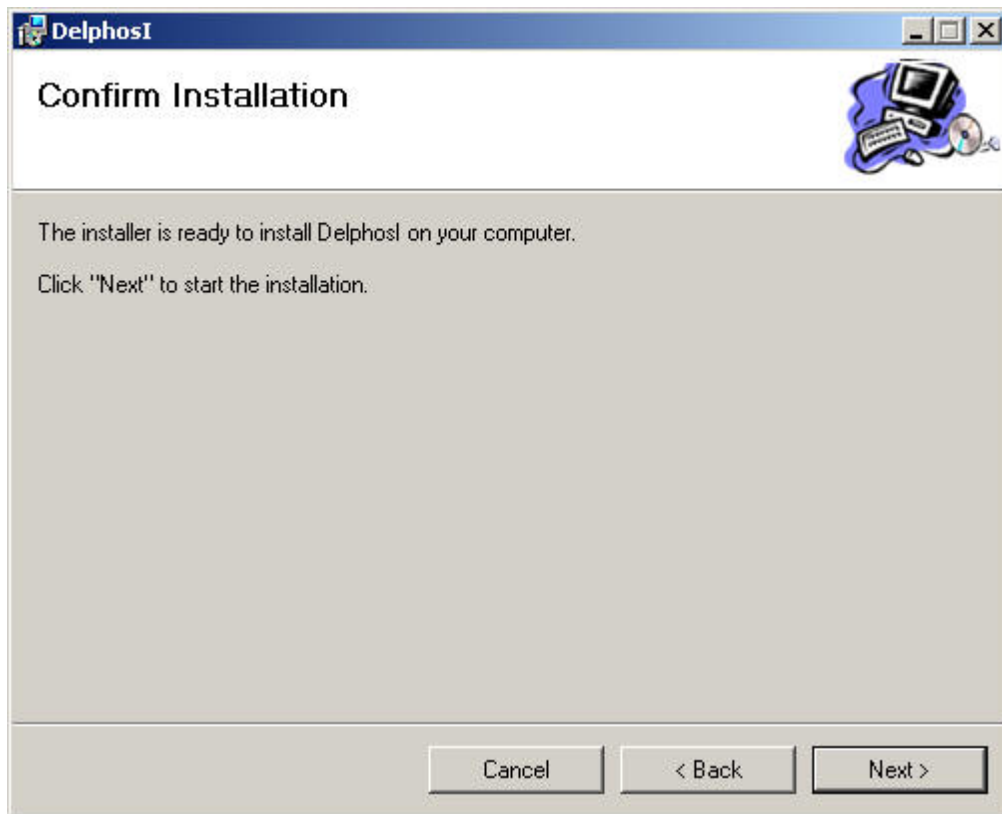 DelphosI
Confirm Installation
The installer is ready to install DelphosI on your computer.
Click "Next" to start the installation.
Cancel
< Back
Next >